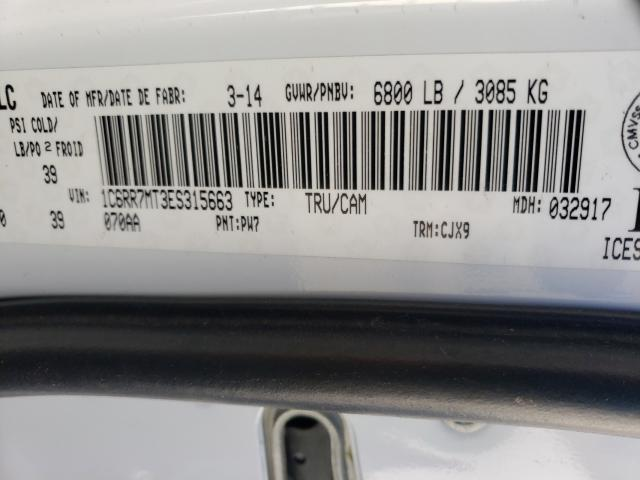 LC DATE OF MFR/DATE DE FABR: 3-14 GVWR/PNBV: 6800 LB / 3085 KG
PSI COLD/
LB/PO 2 FROID
39
VIN: 1C6RR7MT3ES315663 TYPE: TRU/CAM MDH: 032917
0 39 070AA PNT:PW7 TRM:CJX9
CMVSS
ICES